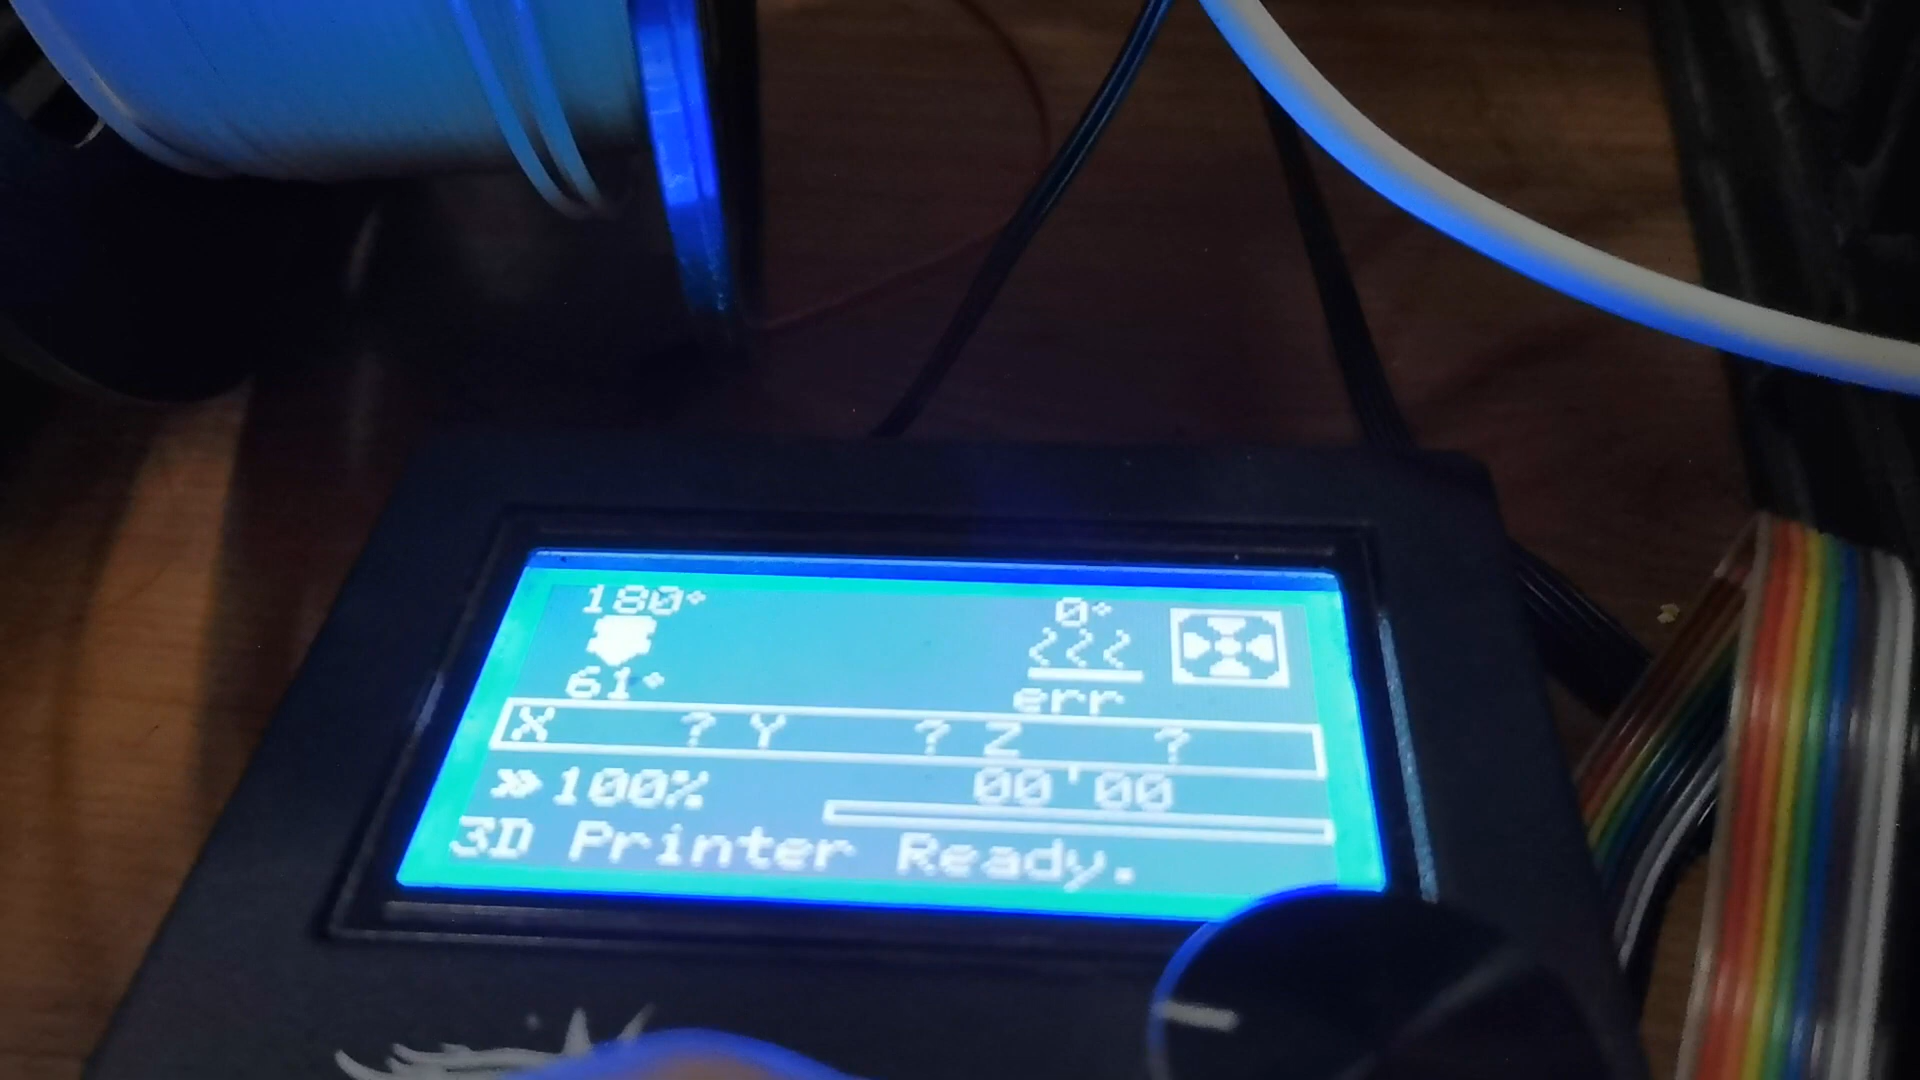 180° 0°
61° err
X ? Y ? Z ?
»100% 00'00
3D Printer Ready.